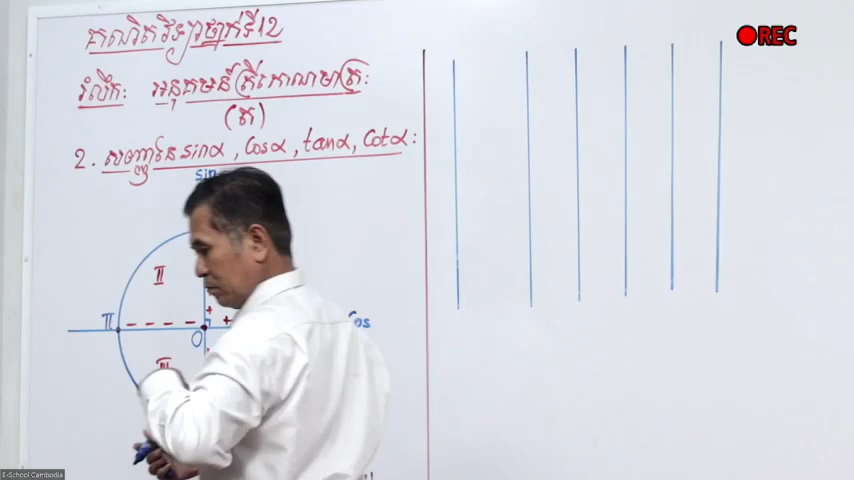 គណិតវិទ្យាថ្នាក់ទី12
រំលឹក: អនុគមន៍ត្រីកោណមាត្រ:
(ត)
2. សញ្ញានៃ sinα, cosα, tanα, cotα:
sin
II
π
+
+
O
cos
III
REC
E-School Cambodia